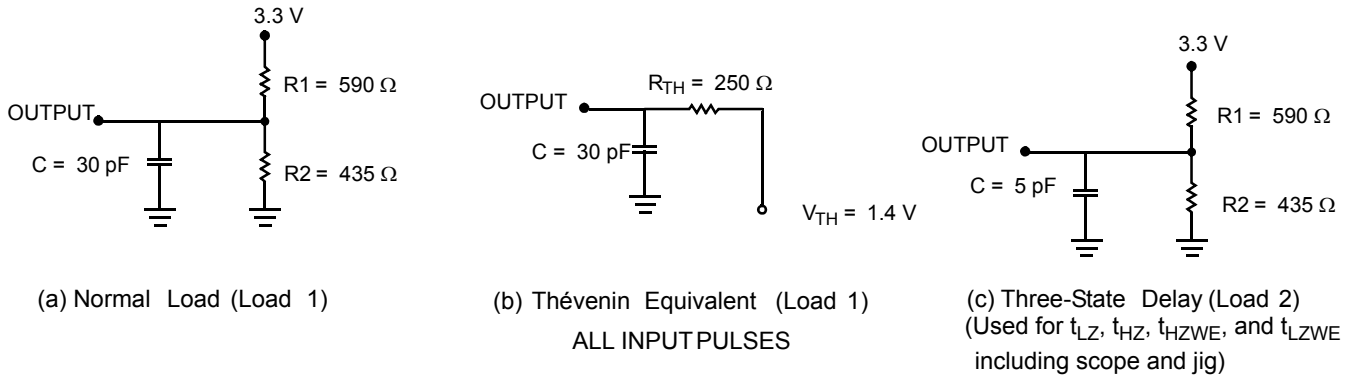 3.3 V
R1 = 590 Ω
OUTPUT
C = 30 pF
R2 = 435 Ω
(a) Normal Load (Load 1)
R_TH = 250 Ω
OUTPUT
C = 30 pF
V_TH = 1.4 V
(b) Thévenin Equivalent (Load 1)
ALL INPUT PULSES
3.3 V
R1 = 590 Ω
OUTPUT
C = 5 pF
R2 = 435 Ω
(c) Three-State Delay (Load 2)
(Used for t_LZ, t_HZ, t_HZWE, and t_LZWE
including scope and jig)